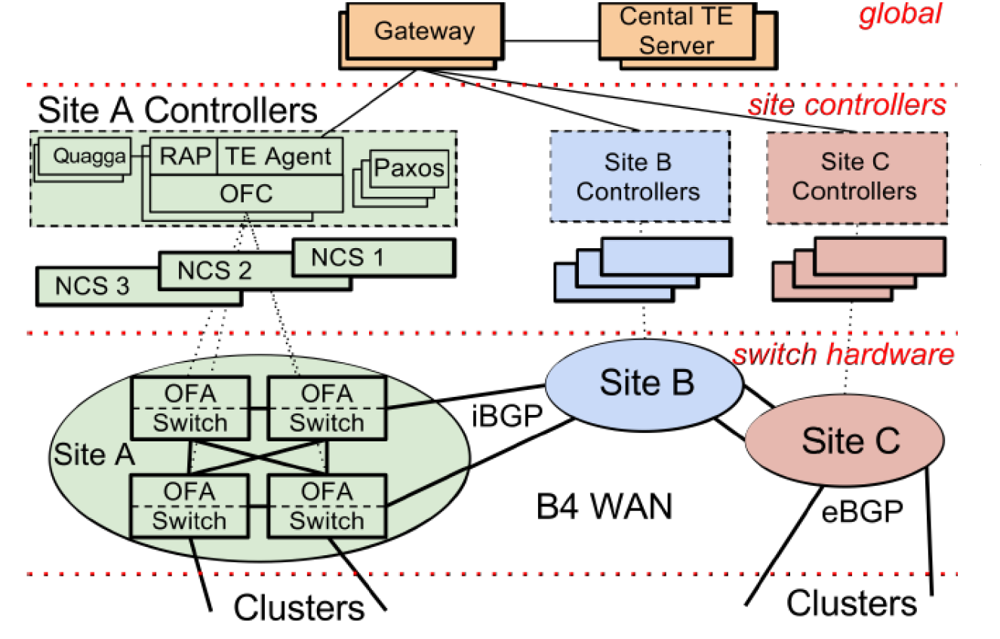 global
Gateway
Cental TE
Server
site controllers
Site A Controllers
Quagga
RAP
TE Agent
OFC
Paxos
Site B
Controllers
Site C
Controllers
NCS 1
NCS 2
NCS 3
switch hardware
Site A
OFA
Switch
OFA
Switch
OFA
Switch
OFA
Switch
iBGP
Site B
Site C
B4 WAN
eBGP
Clusters
Clusters